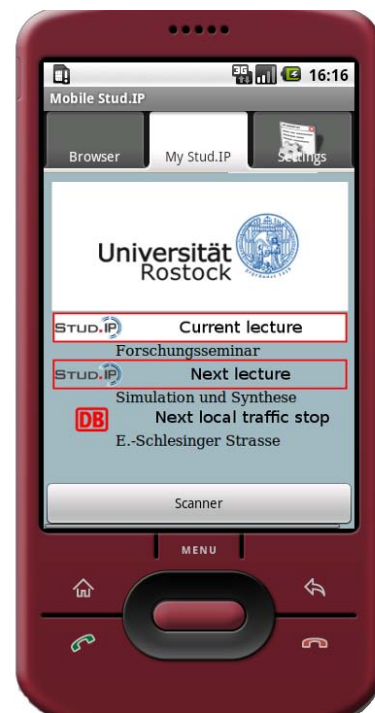 3G 16:16
Mobile Stud.IP
Browser My Stud.IP Settings
Universität
Rostock
STUD.IP Current lecture
Forschungsseminar
STUD.IP Next lecture
Simulation und Synthese
DB Next local traffic stop
E.-Schlesinger Strasse
Scanner
MENU